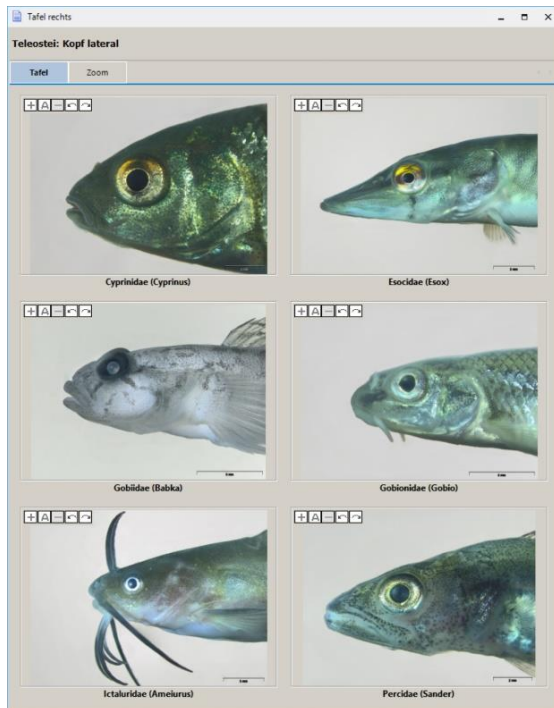 Tafel rechts
Teleostei: Kopf lateral
Tafel Zoom
Cyprinidae (Cyprinus) Esocidae (Esox)
Gobiidae (Babka) Gobionidae (Gobio)
Ictaluridae (Ameiurus) Percidae (Sander)